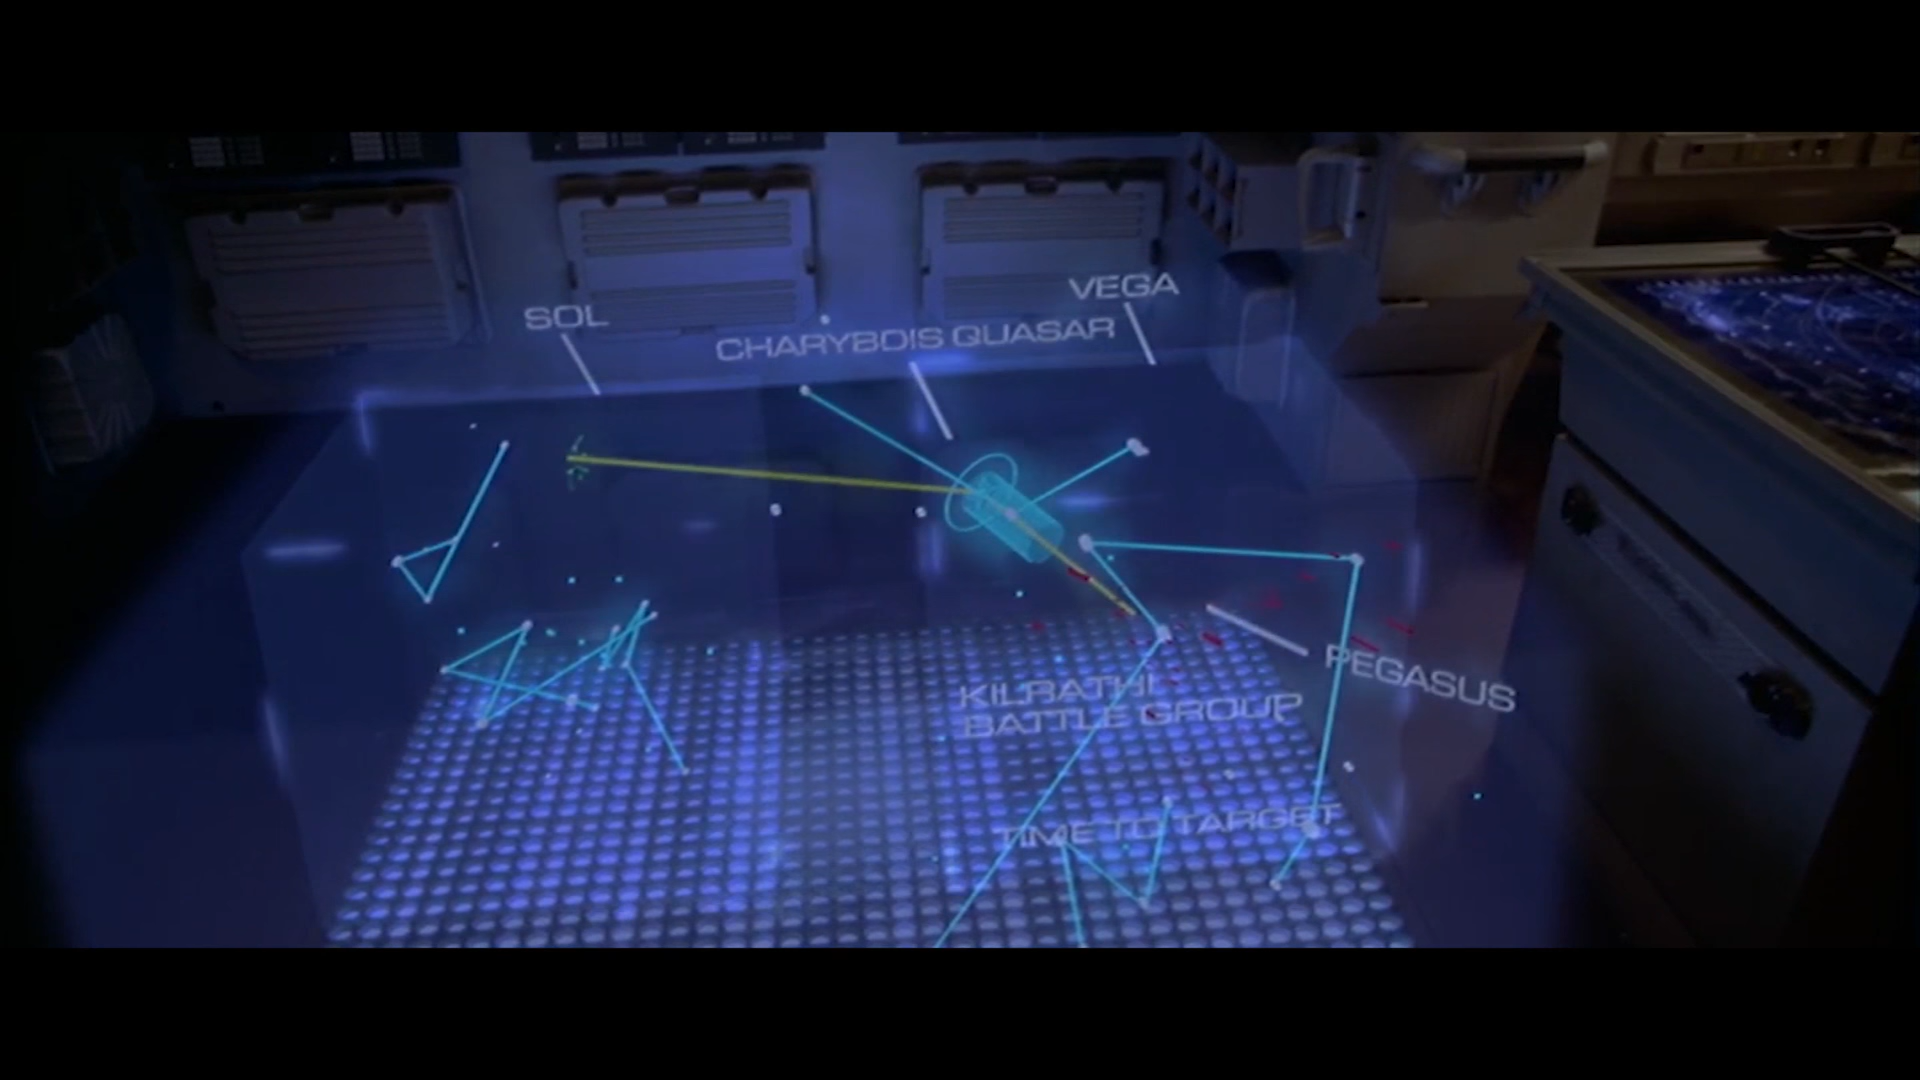 SOL
VEGA
CHARYBDIS QUASAR
PEGASUS
KILRATHI
BATTLE GROUP
TIME TO TARGET